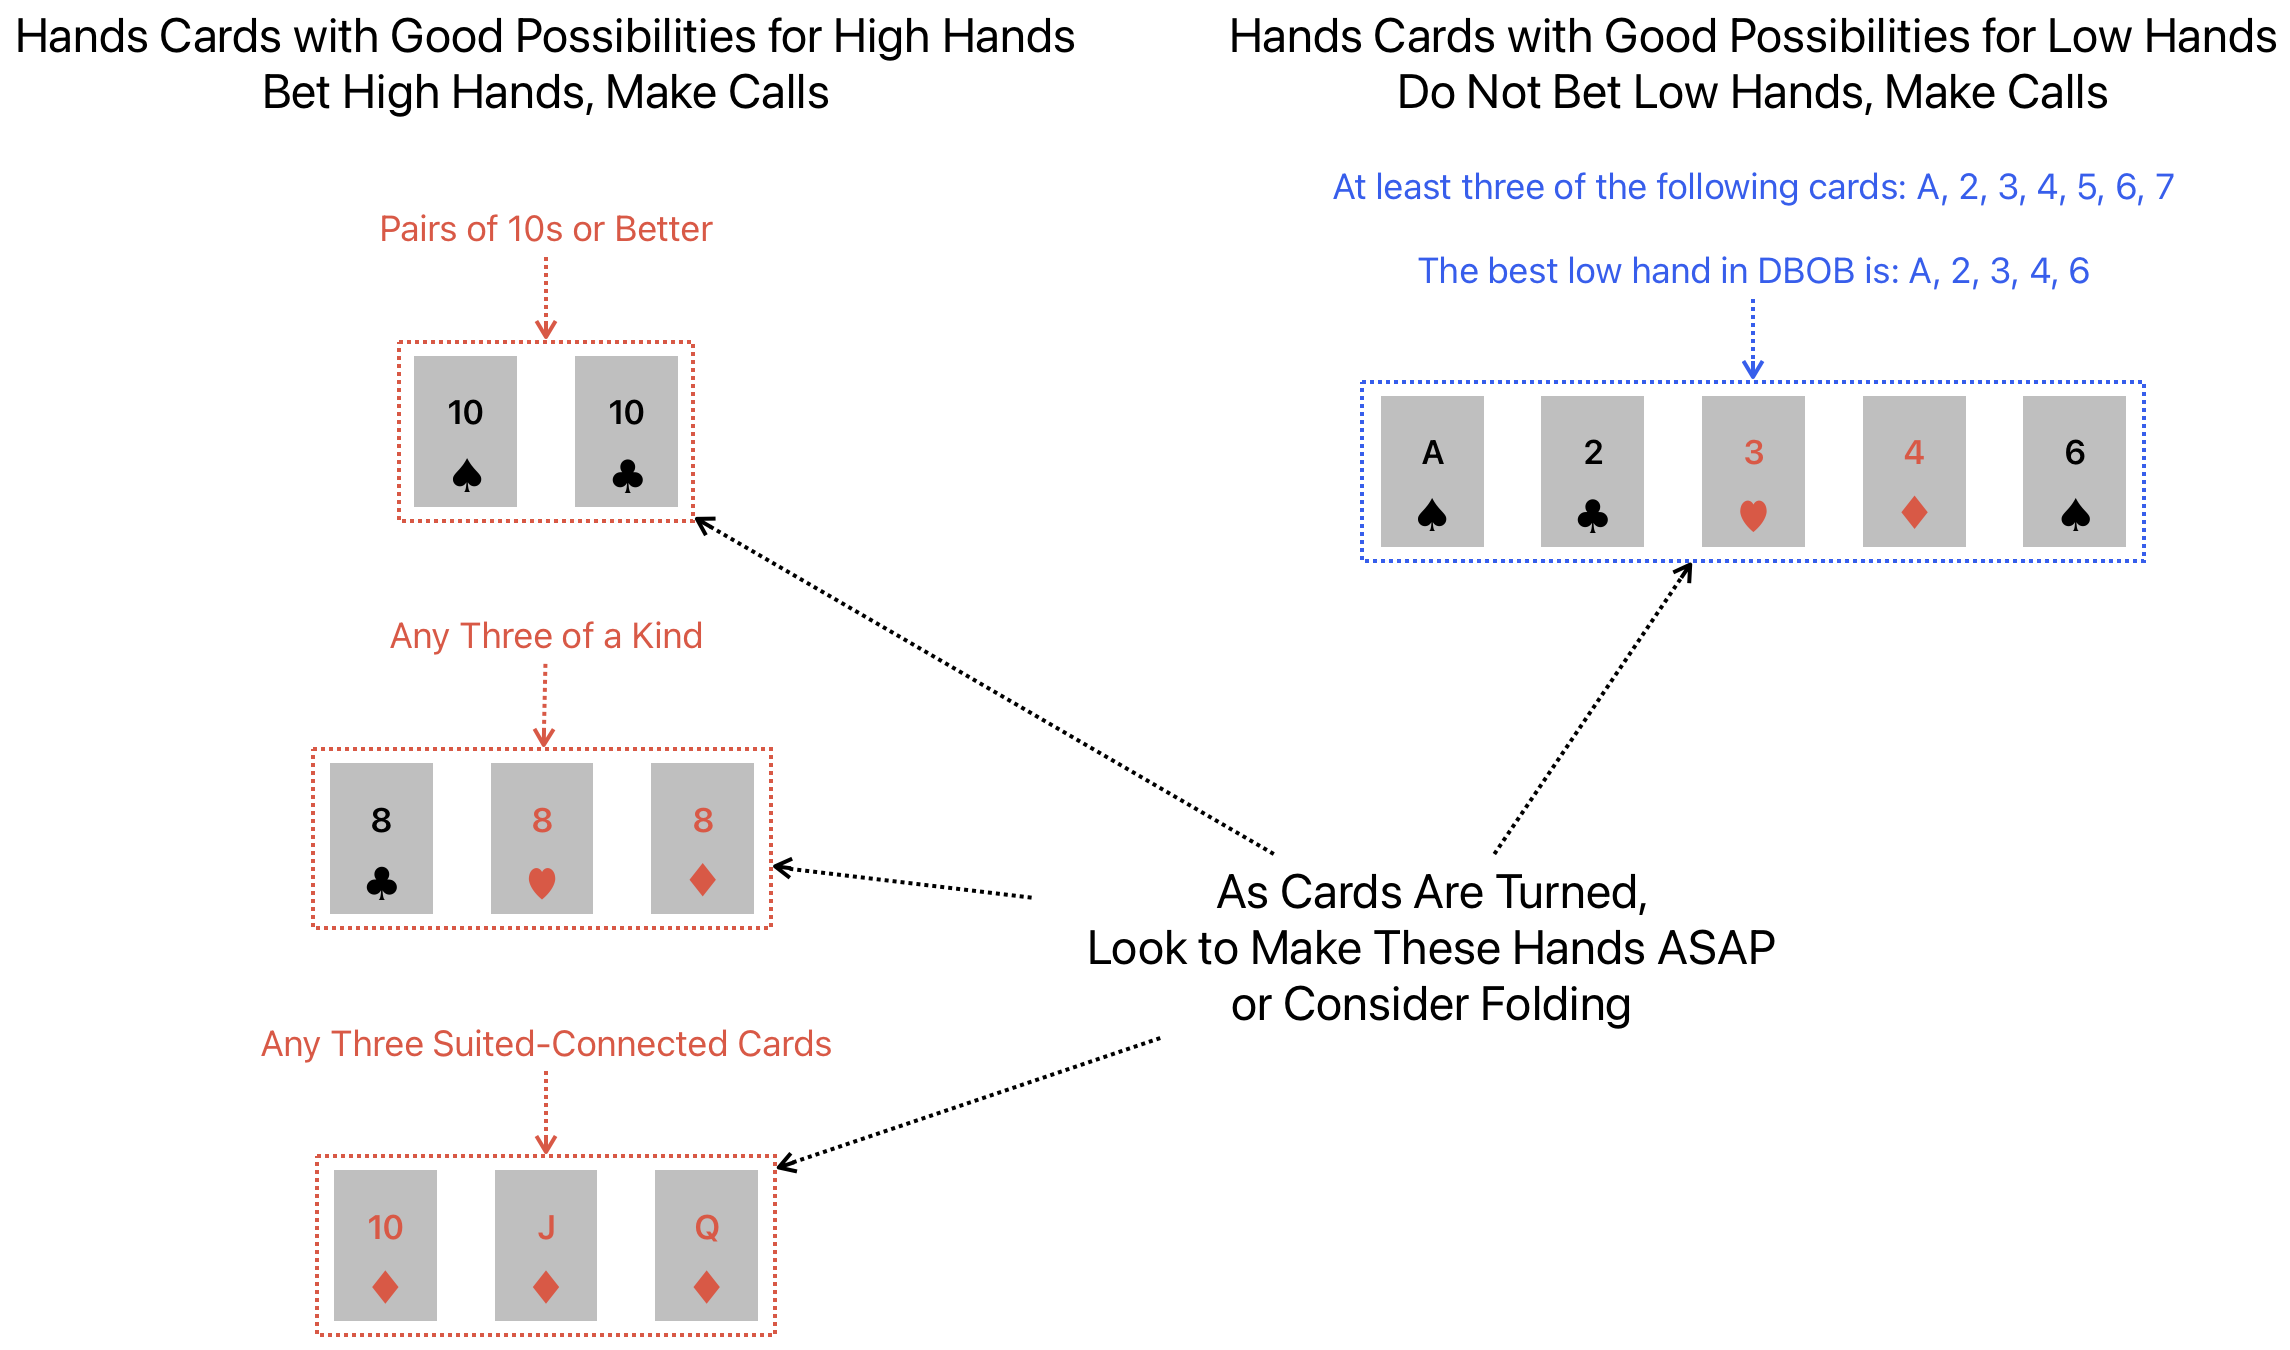 Hands Cards with Good Possibilities for High Hands
Bet High Hands, Make Calls
Pairs of 10s or Better
10 10
Any Three of a Kind
8 8 8
Any Three Suited-Connected Cards
10 J Q
Hands Cards with Good Possibilities for Low Hands
Do Not Bet Low Hands, Make Calls
At least three of the following cards: A, 2, 3, 4, 5, 6, 7
The best low hand in DBOB is: A, 2, 3, 4, 6
A 2 3 4 6
As Cards Are Turned,
Look to Make These Hands ASAP
or Consider Folding